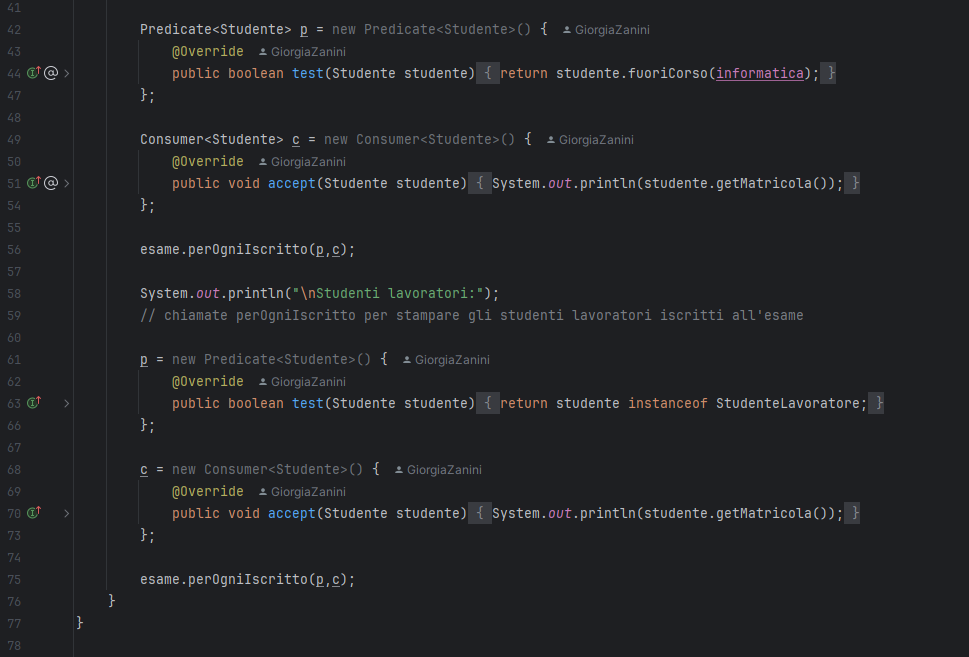 41
42 Predicate<Studente> p = new Predicate<Studente>() { GiorgiaZanini
43 @Override GiorgiaZanini
44 public boolean test(Studente studente) { return studente.fuoriCorso(informatica); }
47 };
48
49 Consumer<Studente> c = new Consumer<Studente>() { GiorgiaZanini
50 @Override GiorgiaZanini
51 public void accept(Studente studente) { System.out.println(studente.getMatricola()); }
54 };
55
56 esame.perOgniIscritto(p,c);
57
58 System.out.println("\nStudenti lavoratori:");
59 // chiamate perOgniIscritto per stampare gli studenti lavoratori iscritti all'esame
60
61 p = new Predicate<Studente>() { GiorgiaZanini
62 @Override GiorgiaZanini
63 public boolean test(Studente studente) { return studente instanceof StudenteLavoratore; }
66 };
67
68 c = new Consumer<Studente>() { GiorgiaZanini
69 @Override GiorgiaZanini
70 public void accept(Studente studente) { System.out.println(studente.getMatricola()); }
73 };
74
75 esame.perOgniIscritto(p,c);
76 }
77 }
78